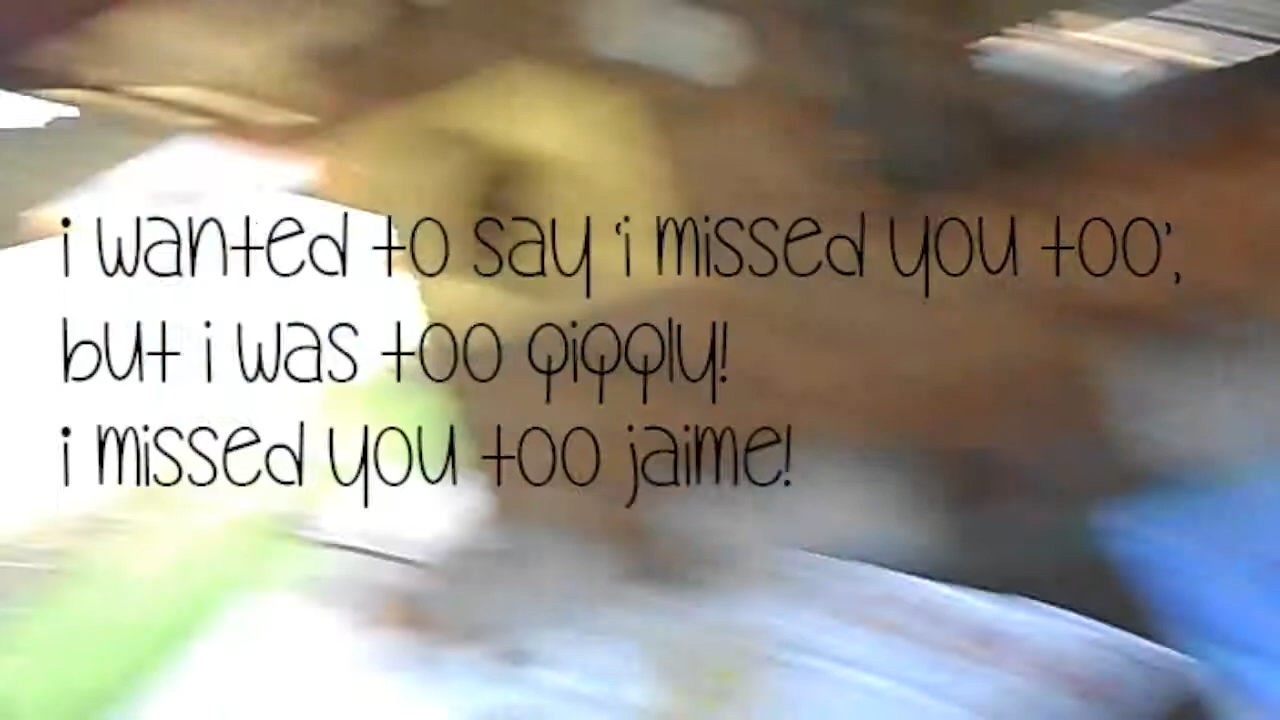 i wanted to say 'i missed you too',
but i was too giggly!
i missed you too jaime!